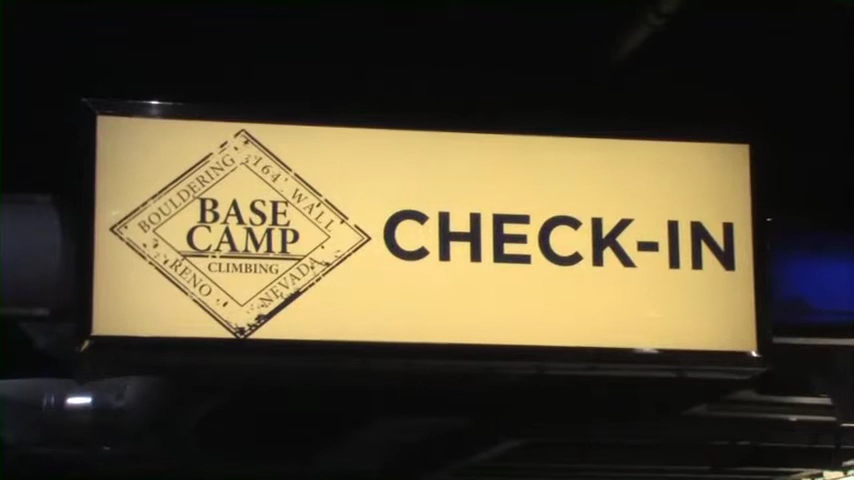 BOULDERING
164' WALL
BASE
CAMP
CLIMBING
RENO
NEVADA
CHECK-IN